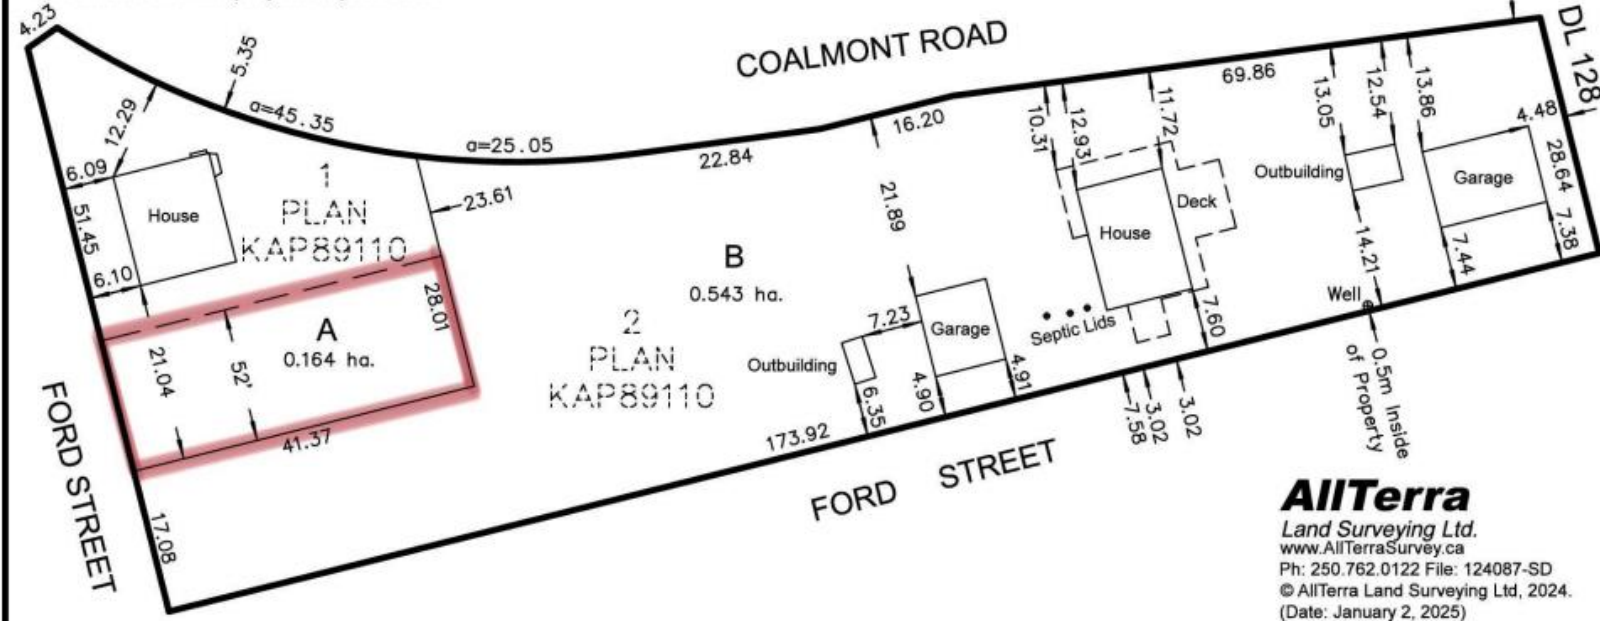 4.23
5.35
COALMONT ROAD
DL 128
12.29
a=45.35
a=25.05
22.84
16.20
69.86
10.31
12.93
11.72
13.05
12.54
13.86
4.48
28.64
6.09
51.45
House
6.10
1
PLAN
KAP89110
23.61
21.89
B
0.543 ha.
House
Deck
Outbuilding
Garage
7.38
7.44
14.21
Well
28.01
A
0.164 ha.
21.04
52'
41.37
2
PLAN
KAP89110
Outbuilding
7.23
Garage
6.35
4.90
4.91
Septic Lids
7.60
7.58
3.02
3.02
0.5m Inside
of Property
173.92
FORD STREET
17.08
FORD STREET
AllTerra
Land Surveying Ltd.
www.AllTerraSurvey.ca
Ph: 250.762.0122 File: 124087-SD
© AllTerra Land Surveying Ltd, 2024.
(Date: January 2, 2025)